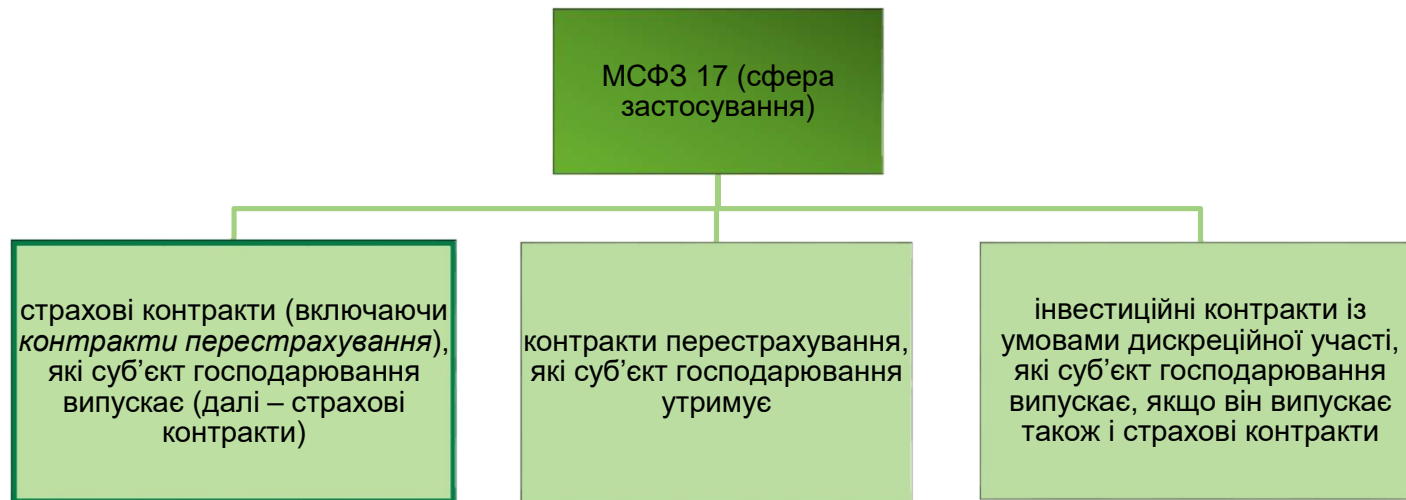 МСФЗ 17 (сфера
застосування)
страхові контракти (включаючи
контракти перестрахування),
які суб’єкт господарювання
випускає (далі – страхові
контракти)
контракти перестрахування,
які суб’єкт господарювання
утримує
інвестиційні контракти із
умовами дискреційної участі,
які суб’єкт господарювання
випускає, якщо він випускає
також і страхові контракти